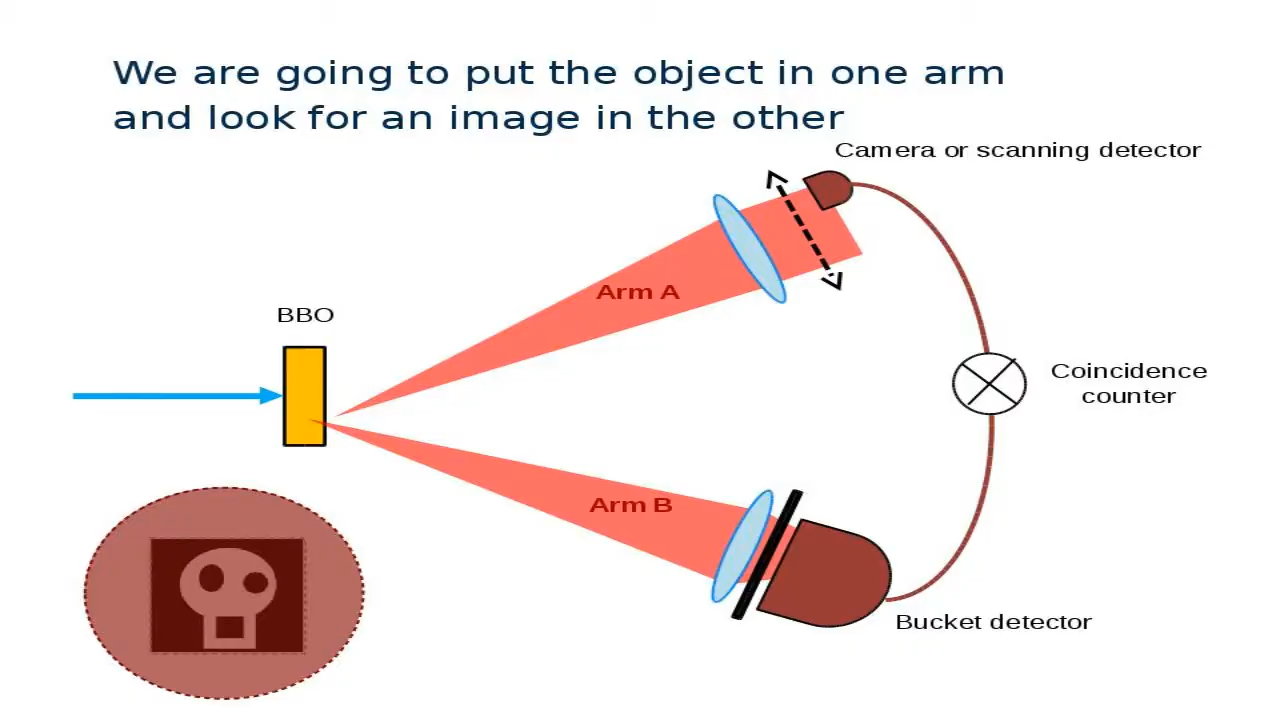 We are going to put the object in one arm
and look for an image in the other
Camera or scanning detector
Arm A
BBO
Coincidence
counter
Arm B
Bucket detector